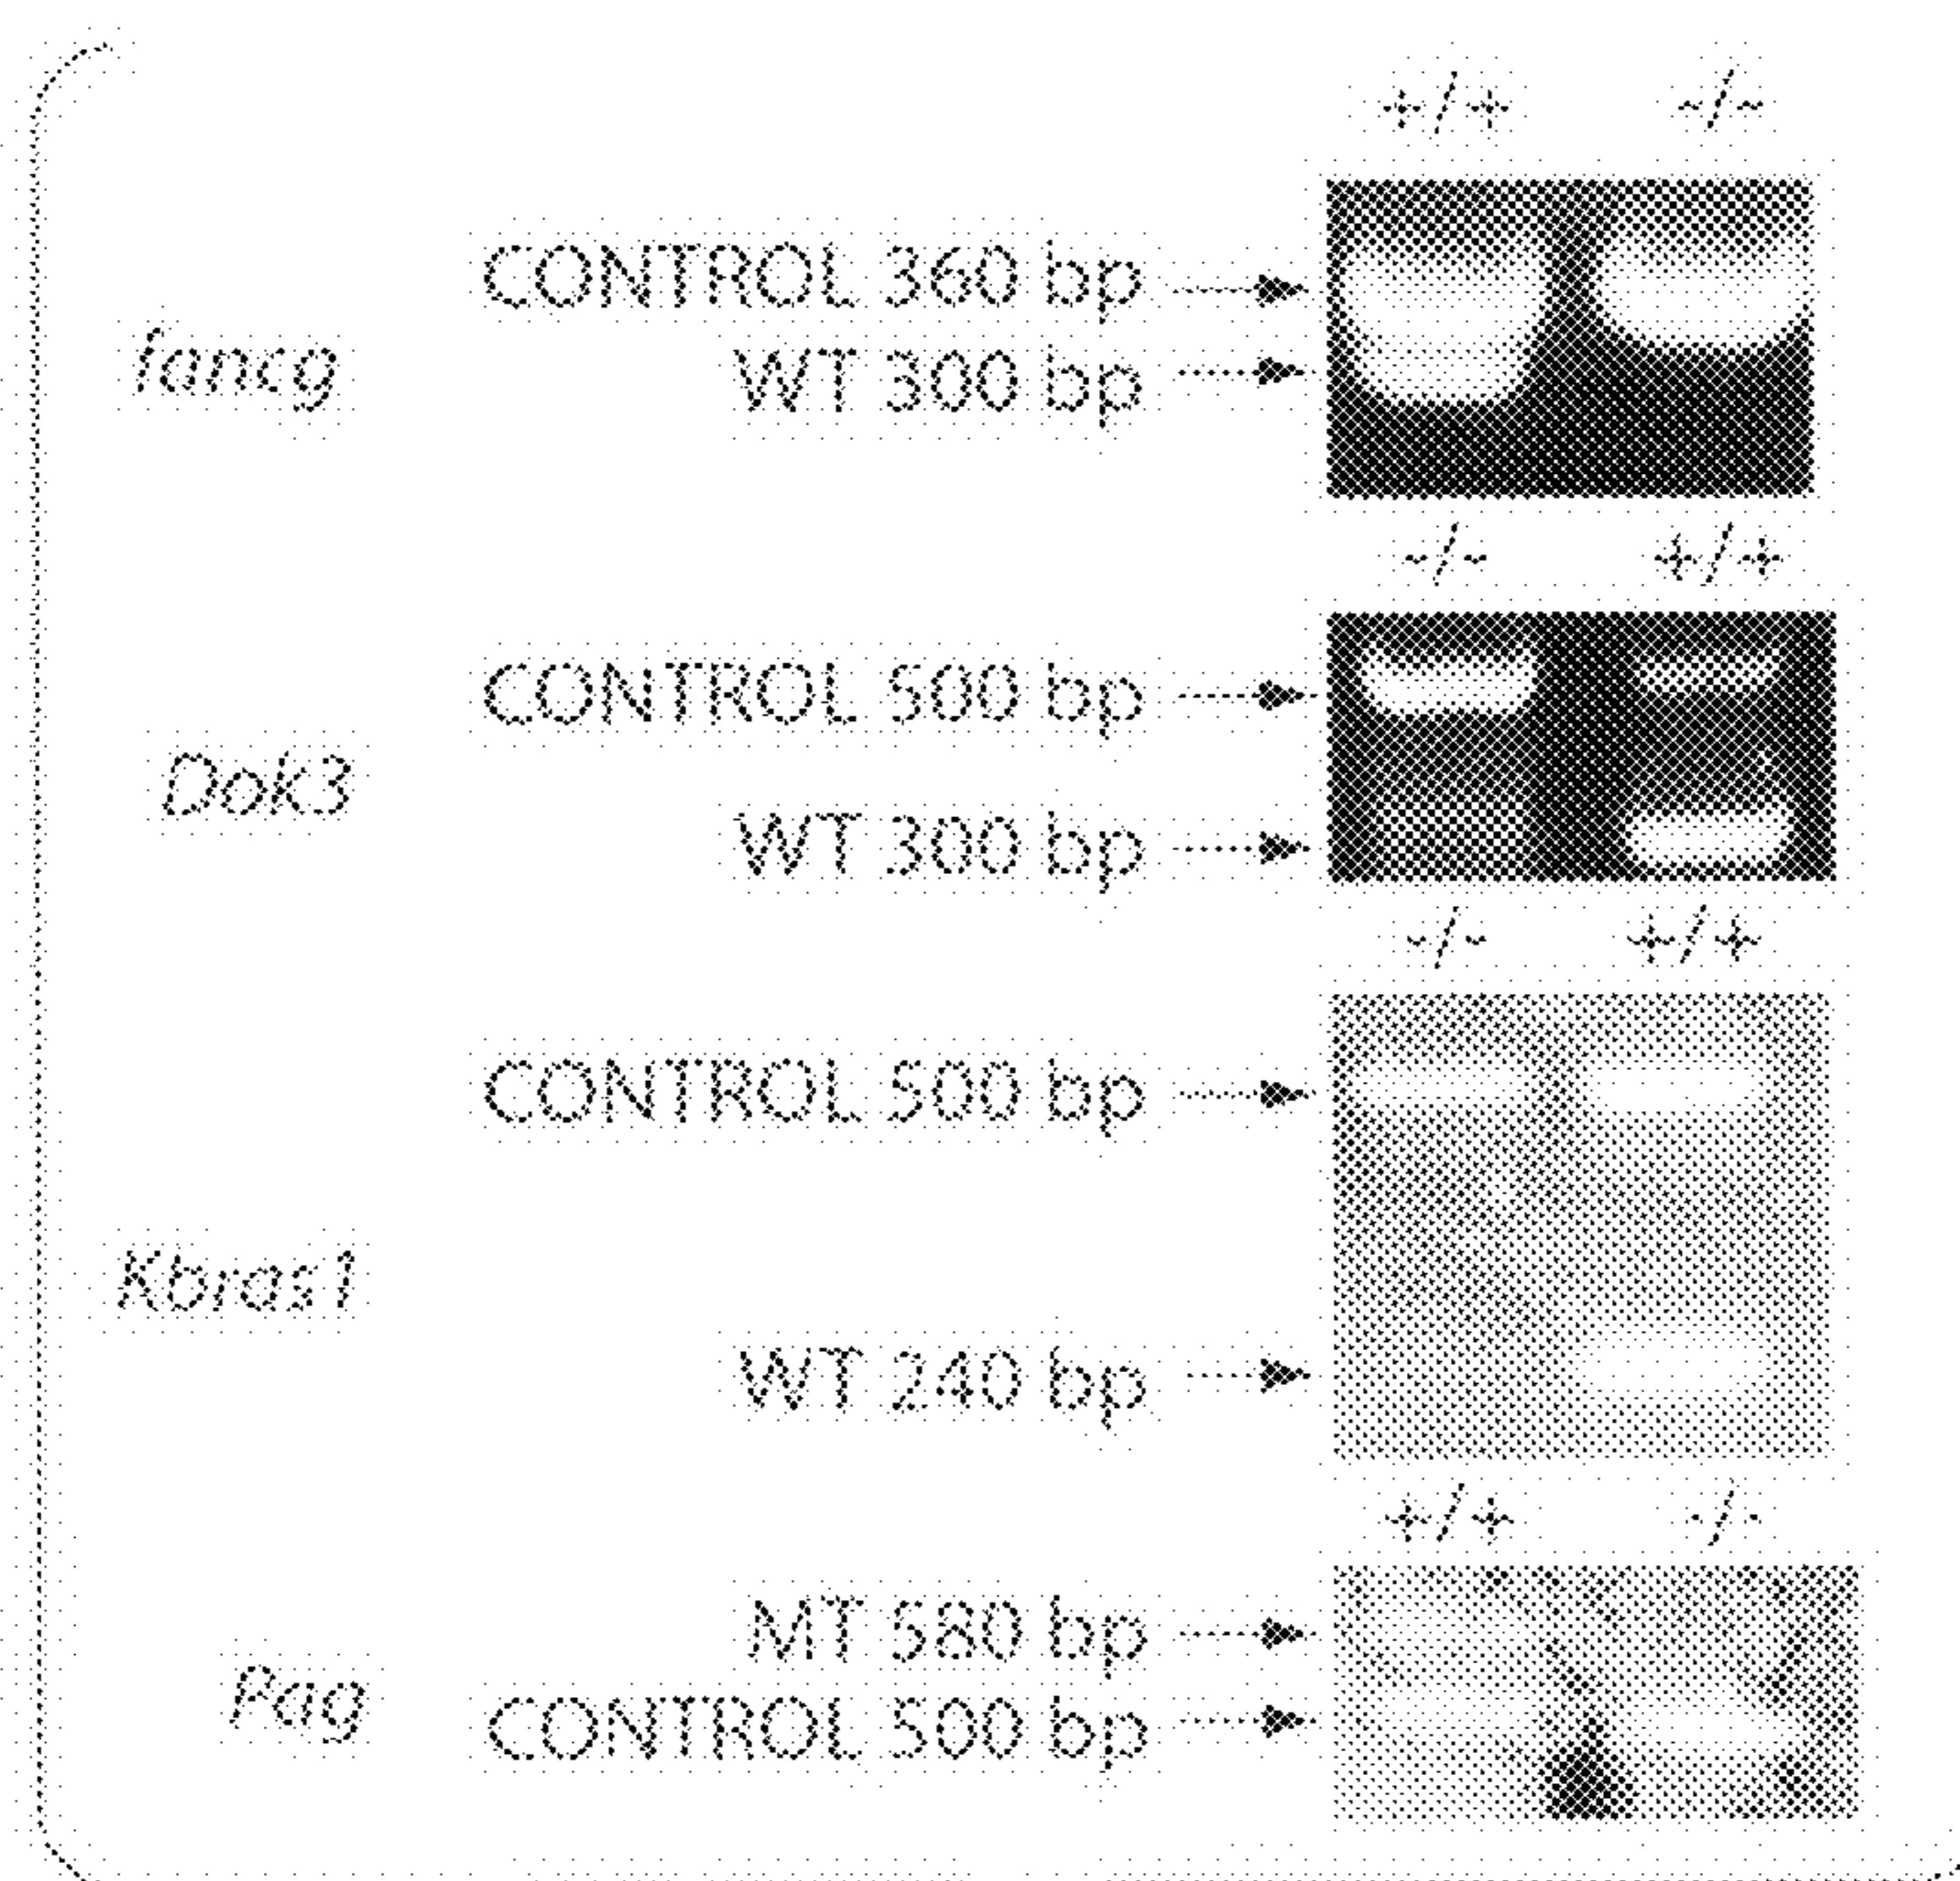 +/+ -/-
CONTROL 360 bp
fancg
WT 300 bp
-/- +/+
CONTROL 500 bp
Dok3
WT 300 bp
-/- +/+
CONTROL 500 bp
Kbras1
WT 240 bp
+/+ -/-
MT 580 bp
Pag
CONTROL 500 bp